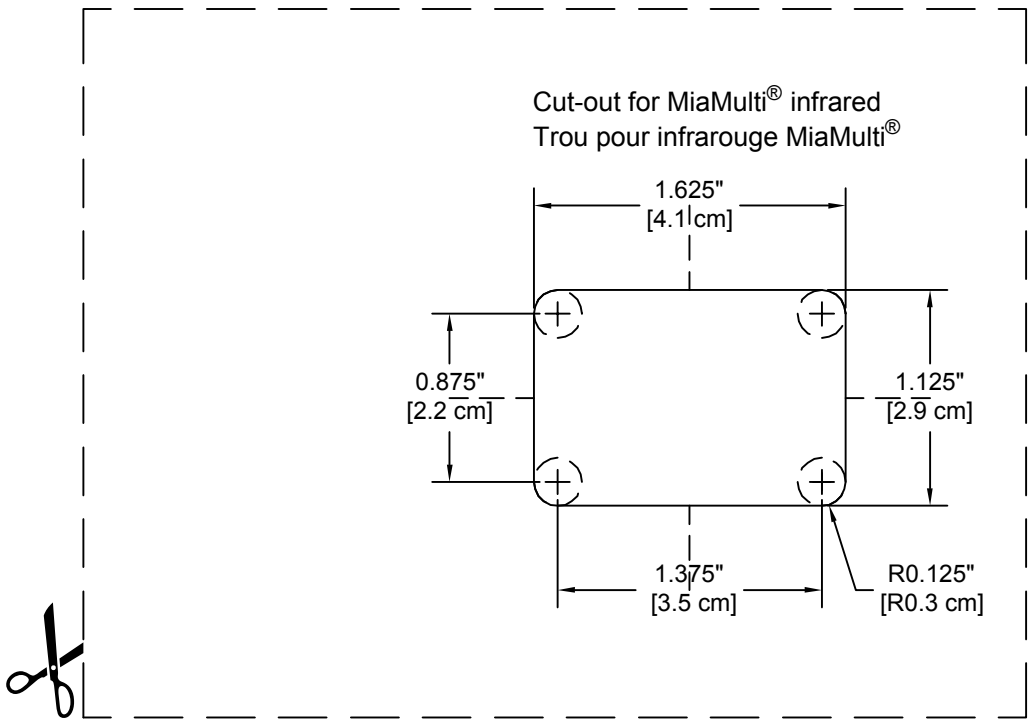 Cut-out for MiaMulti® infrared
Trou pour infrarouge MiaMulti®
1.625"
[4.1 cm]
0.875"
[2.2 cm]
1.125"
[2.9 cm]
1.375"
[3.5 cm]
R0.125"
[R0.3 cm]